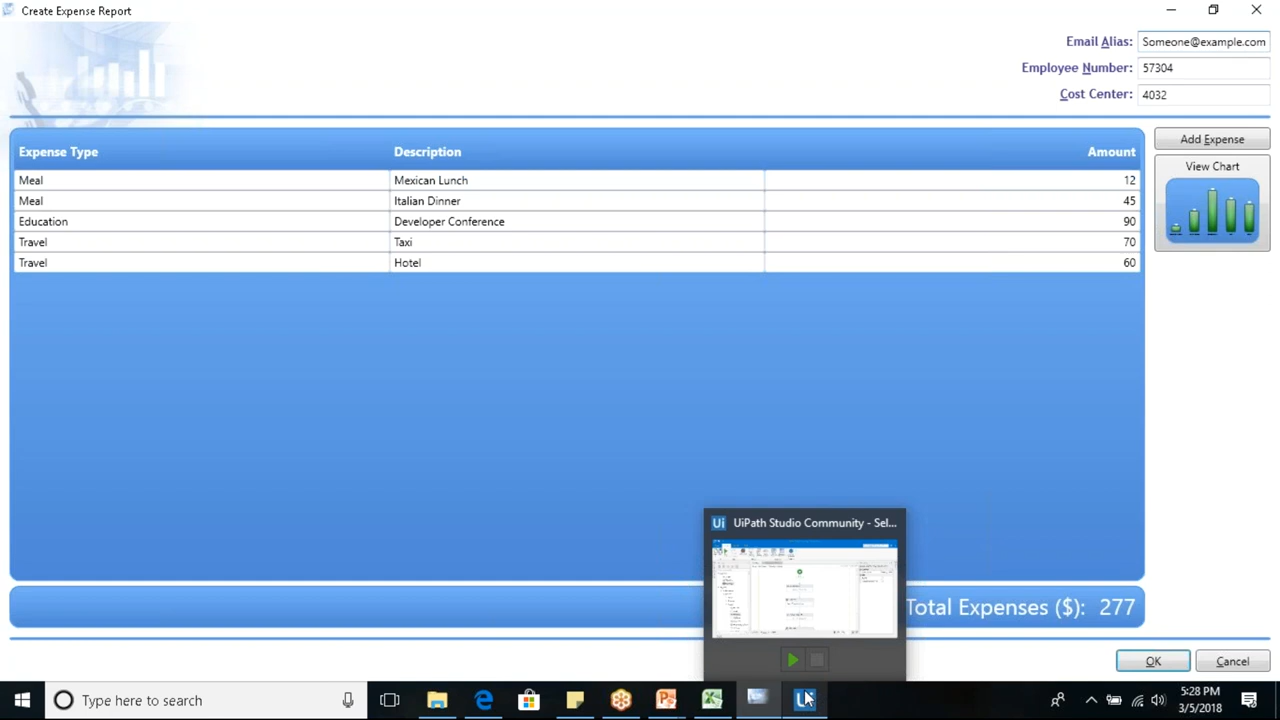 Create Expense Report
Email Alias: Someone@example.com
Employee Number: 57304
Cost Center: 4032
Expense Type Description Amount
Meal Mexican Lunch 12
Meal Italian Dinner 45
Education Developer Conference 90
Travel Taxi 70
Travel Hotel 60
Add Expense
View Chart
Ui UiPath Studio Community - Sel...
Total Expenses ($): 277
OK Cancel
Type here to search
5:28 PM
3/5/2018